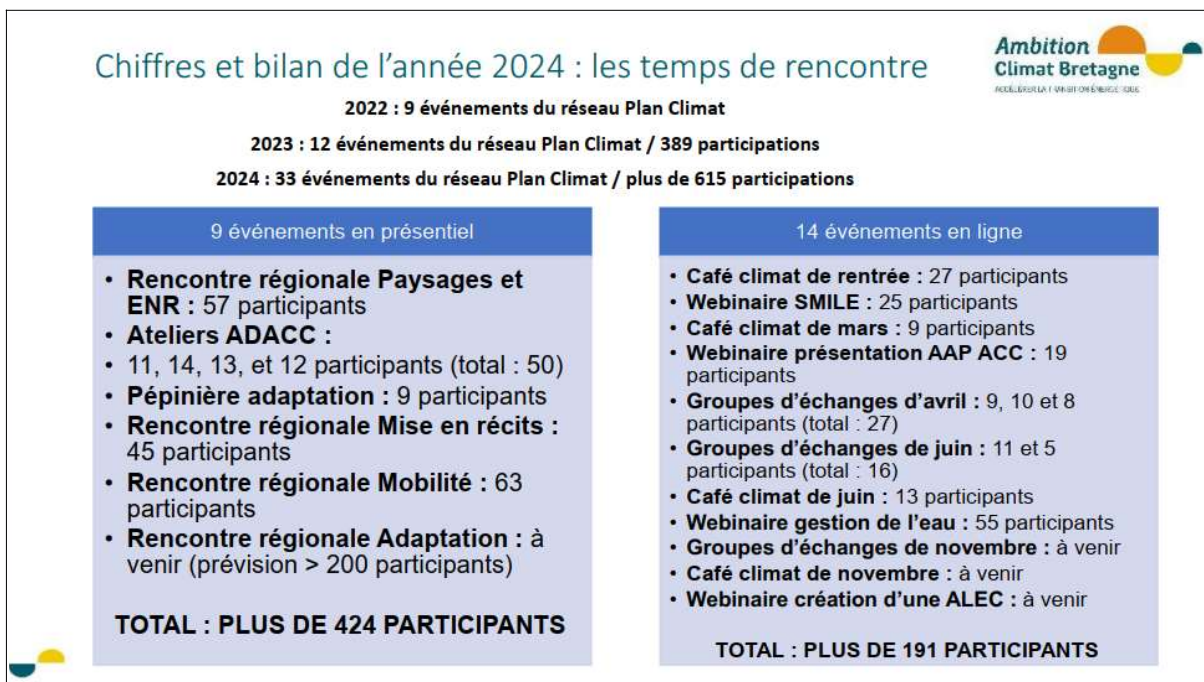 Chiffres et bilan de l'année 2024 : les temps de rencontre
Ambition
Climat Bretagne
ACCÉLÉRER LA TRANSITION ÉNERGÉTIQUE
2022 : 9 événements du réseau Plan Climat
2023 : 12 événements du réseau Plan Climat / 389 participations
2024 : 33 événements du réseau Plan Climat / plus de 615 participations
9 événements en présentiel
• Rencontre régionale Paysages et
ENR : 57 participants
• Ateliers ADACC :
• 11, 14, 13, et 12 participants (total : 50)
• Pépinière adaptation : 9 participants
• Rencontre régionale Mise en récits :
45 participants
• Rencontre régionale Mobilité : 63
participants
• Rencontre régionale Adaptation : à
venir (prévision > 200 participants)
TOTAL : PLUS DE 424 PARTICIPANTS
14 événements en ligne
• Café climat de rentrée : 27 participants
• Webinaire SMILE : 25 participants
• Café climat de mars : 9 participants
• Webinaire présentation AAP ACC : 19
participants
• Groupes d'échanges d'avril : 9, 10 et 8
participants (total : 27)
• Groupes d'échanges de juin : 11 et 5
participants (total : 16)
• Café climat de juin : 13 participants
• Webinaire gestion de l'eau : 55 participants
• Groupes d'échanges de novembre : à venir
• Café climat de novembre : à venir
• Webinaire création d'une ALEC : à venir
TOTAL : PLUS DE 191 PARTICIPANTS